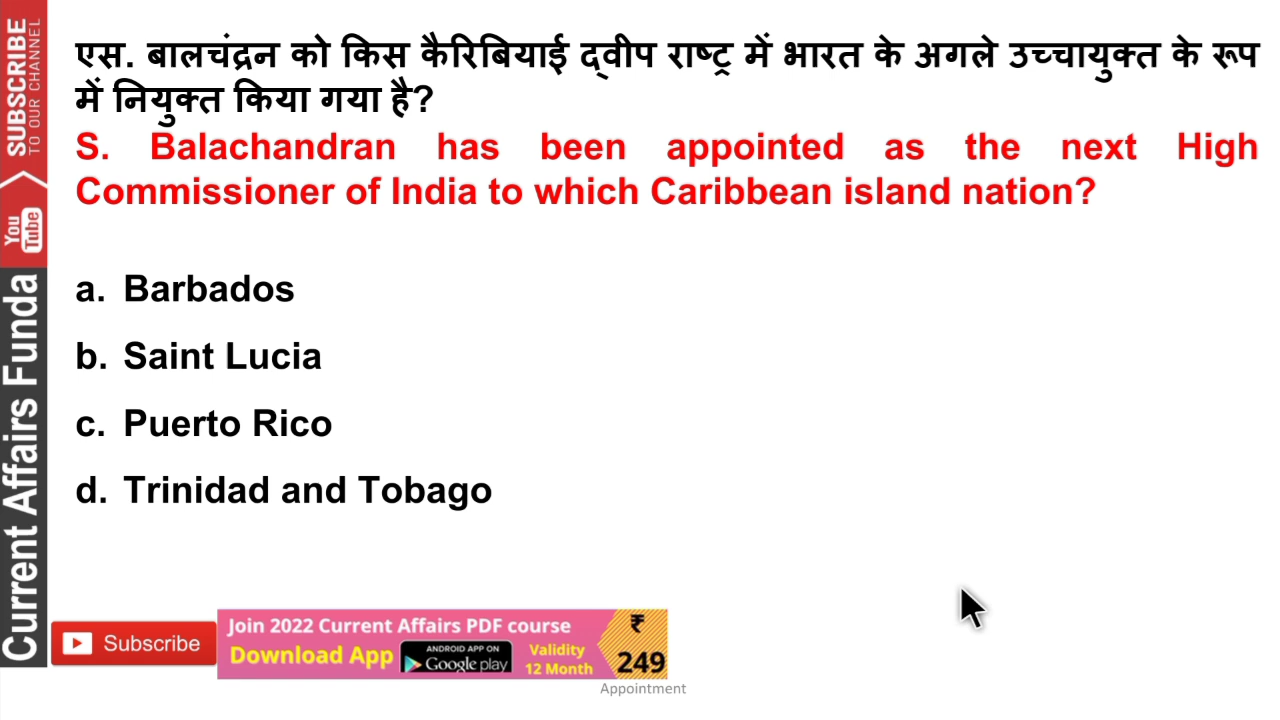 एस. बालचंद्रन को किस कैरिबियाई द्वीप राष्ट्र में भारत के अगले उच्चायुक्त के रूप
में नियुक्त किया गया है?
S. Balachandran has been appointed as the next High
Commissioner of India to which Caribbean island nation?
a. Barbados
b. Saint Lucia
c. Puerto Rico
d. Trinidad and Tobago
SUBSCRIBE
TO OUR CHANNEL
You
Tube
Current Affairs Funda
Subscribe
Join 2022 Current Affairs PDF course
Download App
ANDROID APP ON
Google play
Validity
12 Month
₹
249
Appointment